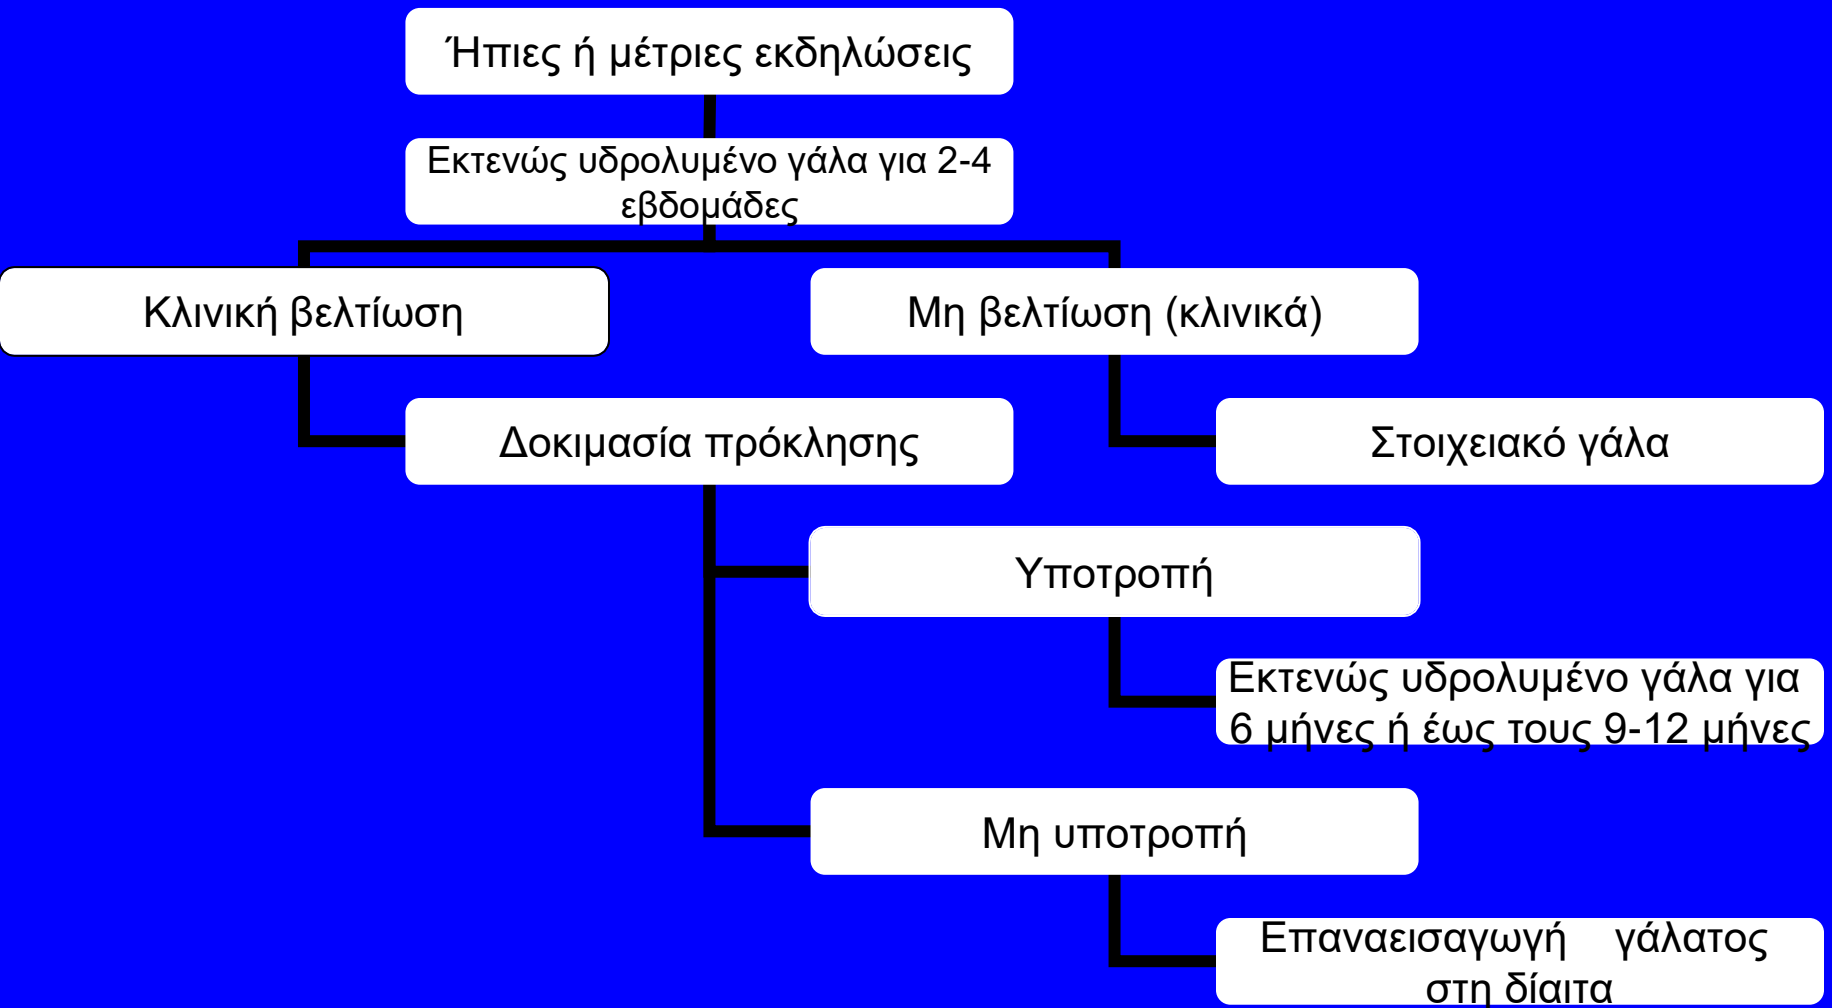 Ήπιες ή μέτριες εκδηλώσεις
Εκτενώς υδρολυμένο γάλα για 2-4
εβδομάδες
Κλινική βελτίωση
Μη βελτίωση (κλινικά)
Δοκιμασία πρόκλησης
Στοιχειακό γάλα
Υποτροπή
Εκτενώς υδρολυμένο γάλα για
6 μήνες ή έως τους 9-12 μήνες
Μη υποτροπή
Επαναεισαγωγή γάλατος
στη δίαιτα